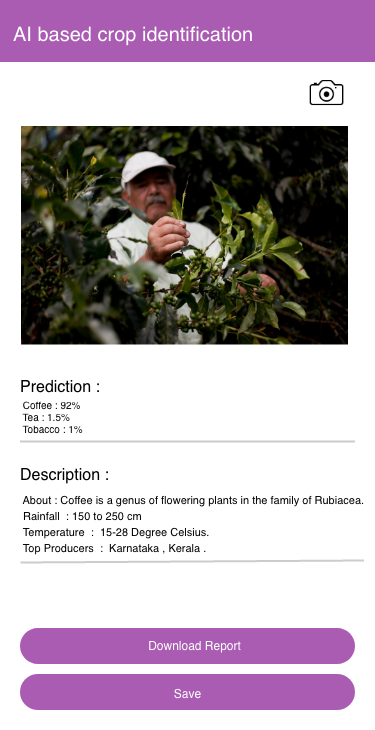 AI based crop identification
Prediction :
Coffee : 92%
Tea : 1.5%
Tobacco : 1%
Description :
About : Coffee is a genus of flowering plants in the family of Rubiacea.
Rainfall : 150 to 250 cm
Temperature : 15-28 Degree Celsius.
Top Producers : Karnataka , Kerala .
Download Report
Save